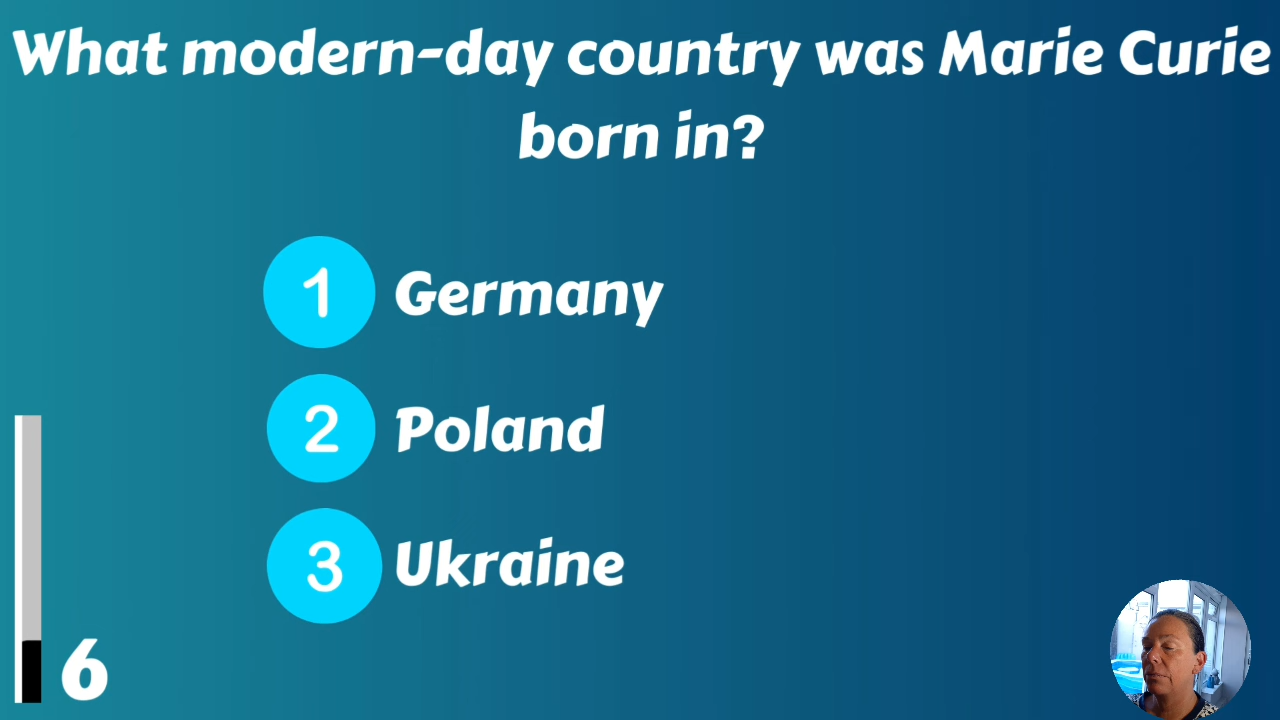 What modern-day country was Marie Curie
born in?
1 Germany
2 Poland
3 Ukraine
6